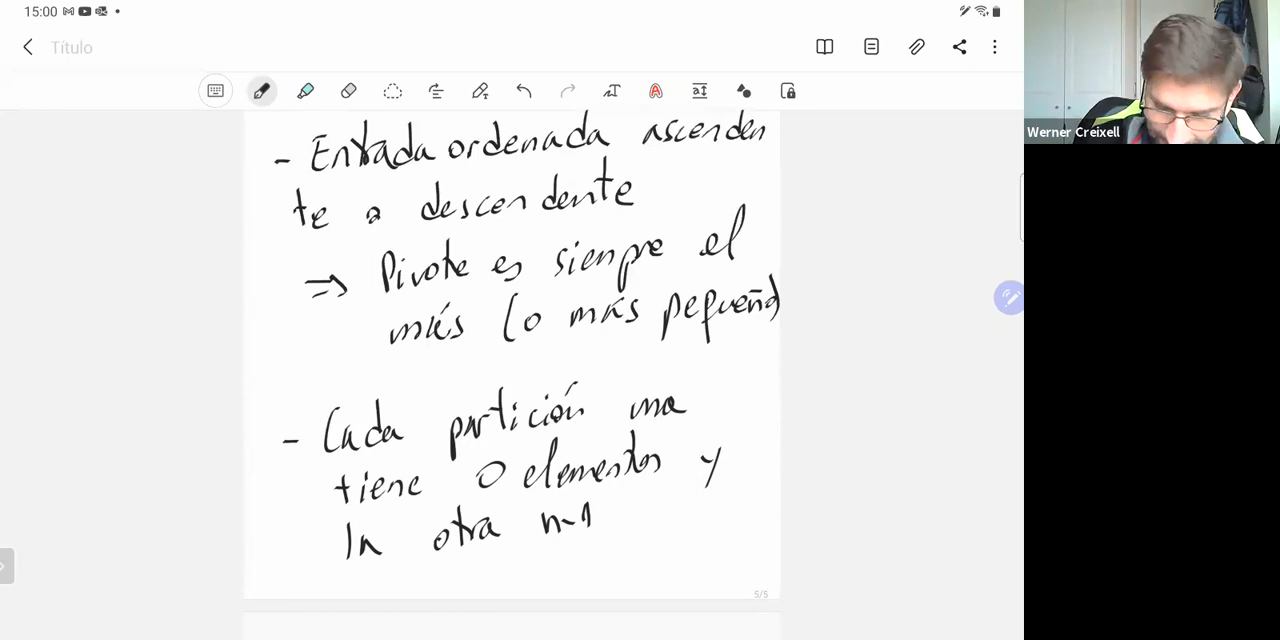 15:00
Título
Werner Creixell
- Entrada ordenada ascenden
te o descendente
⇒ Pivote es siempre el
más (o más pequeño)
- Cada partición una
tiene 0 elementos y
la otra n-1
5/5